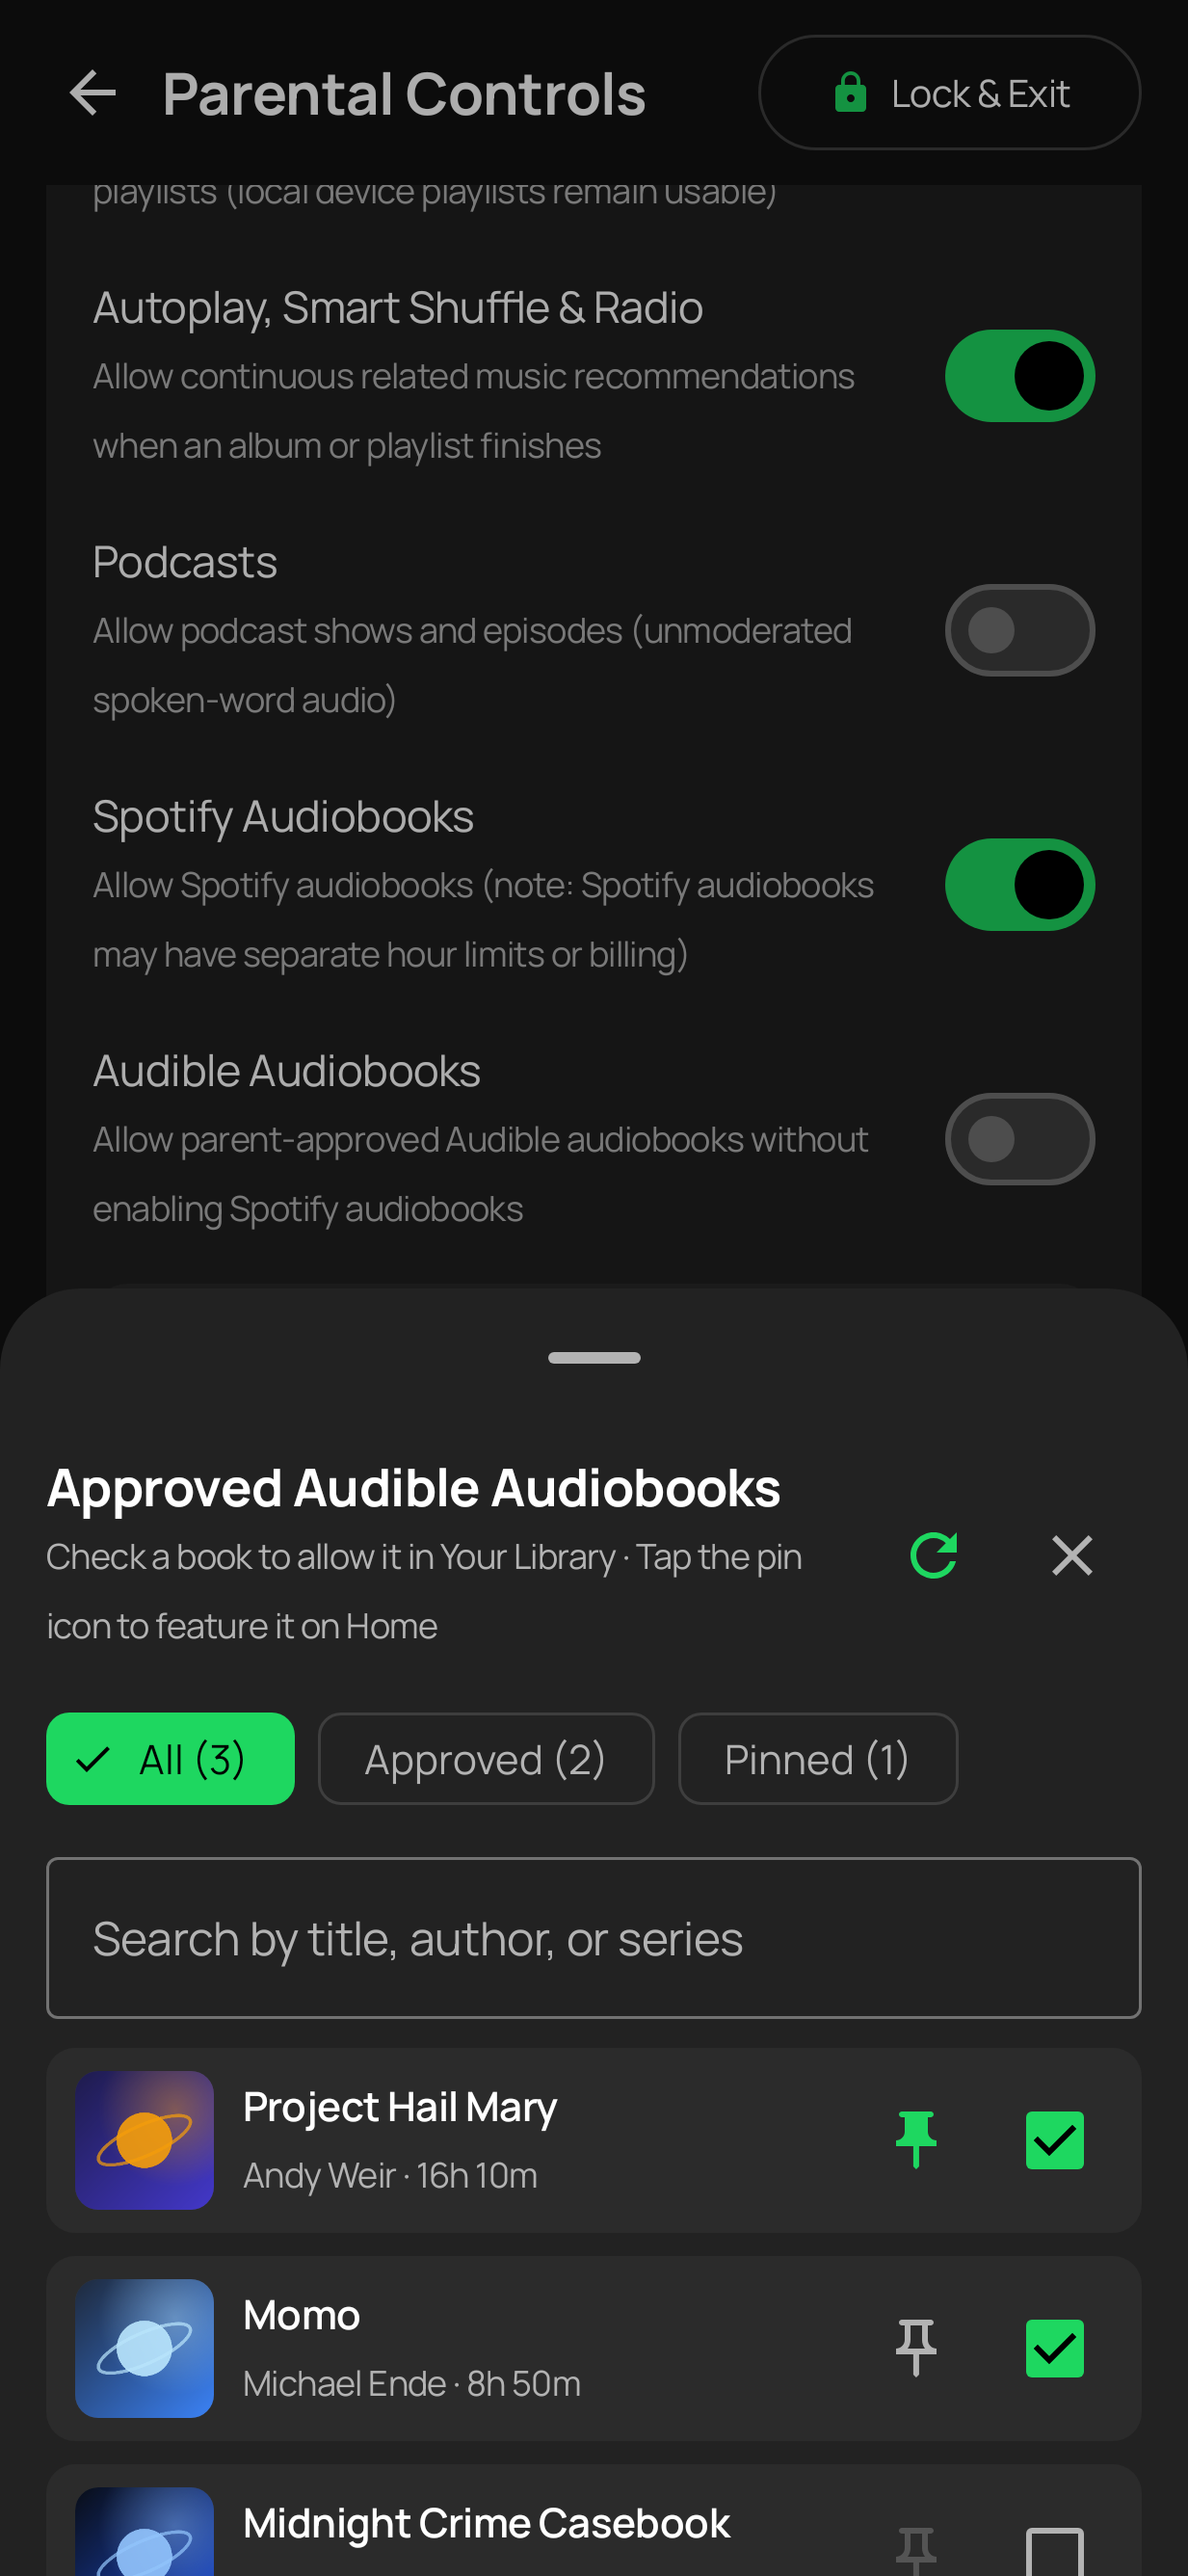 Parental Controls
Lock & Exit
playlists (local device playlists remain usable)
Autoplay, Smart Shuffle & Radio
Allow continuous related music recommendations
when an album or playlist finishes
Podcasts
Allow podcast shows and episodes (unmoderated
spoken-word audio)
Spotify Audiobooks
Allow Spotify audiobooks (note: Spotify audiobooks
may have separate hour limits or billing)
Audible Audiobooks
Allow parent-approved Audible audiobooks without
enabling Spotify audiobooks
Approved Audible Audiobooks
Check a book to allow it in Your Library · Tap the pin
icon to feature it on Home
All (3)
Approved (2)
Pinned (1)
Search by title, author, or series
Project Hail Mary
Andy Weir · 16h 10m
Momo
Michael Ende · 8h 50m
Midnight Crime Casebook